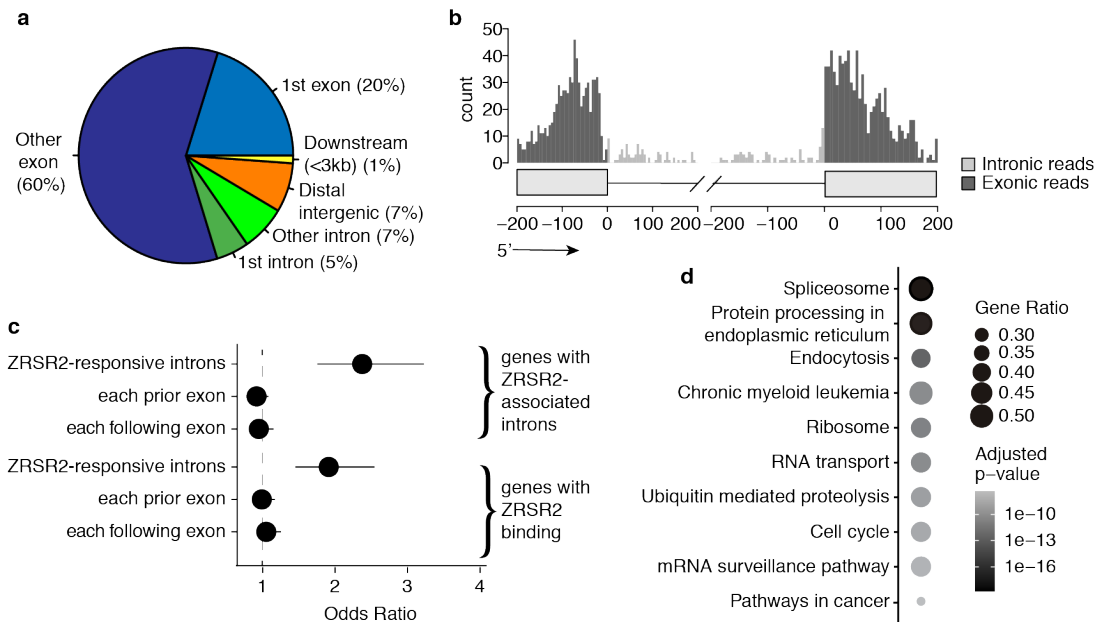 a
Other
exon
(60%)
1st exon (20%)
Downstream
(<3kb) (1%)
Distal
intergenic (7%)
Other intron (7%)
1st intron (5%)
b
count
50
40
30
20
10
0
−200
−100
0
100
200
−200
−100
0
100
200
5'
Intronic reads
Exonic reads
c
ZRSR2-responsive introns
each prior exon
each following exon
ZRSR2-responsive introns
each prior exon
each following exon
genes with
ZRSR2-
associated
introns
genes with
ZRSR2
binding
1
2
3
4
Odds Ratio
d
Spliceosome
Protein processing in
endoplasmic reticulum
Endocytosis
Chronic myeloid leukemia
Ribosome
RNA transport
Ubiquitin mediated proteolysis
Cell cycle
mRNA surveillance pathway
Pathways in cancer
Gene Ratio
0.30
0.35
0.40
0.45
0.50
Adjusted
p−value
1e−10
1e−13
1e−16